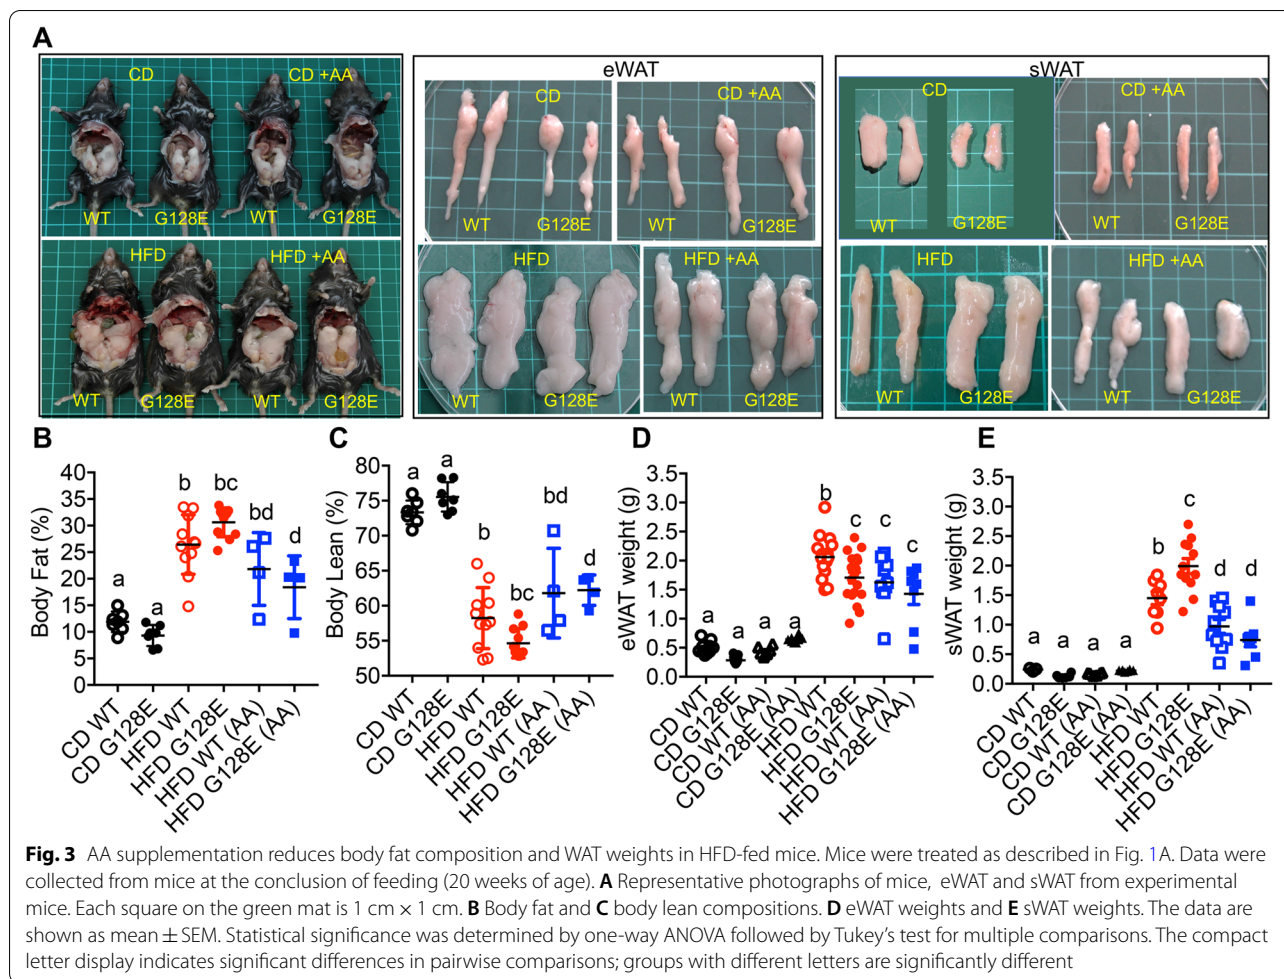 A
CD
CD +AA
WT
G128E
WT
G128E
HFD
HFD +AA
WT
G128E
WT
G128E
eWAT
CD
CD +AA
WT
G128E
WT
G128E
HFD
HFD +AA
WT
G128E
WT
G128E
sWAT
CD
CD +AA
WT
G128E
WT
G128E
HFD
HFD +AA
WT
G128E
WT
G128E
B
Body Fat (%)
40
35
30
25
20
15
10
5
0
a
a
b
bc
bd
d
CD WT
CD G128E
HFD WT
HFD G128E
HFD WT (AA)
HFD G128E (AA)
C
Body Lean (%)
80
75
70
65
60
55
50
a
a
b
bc
bd
d
CD WT
CD G128E
HFD WT
HFD G128E
HFD WT (AA)
HFD G128E (AA)
D
eWAT weight (g)
3.5
3.0
2.5
2.0
1.5
1.0
0.5
0.0
a
a
a
a
b
c
c
c
CD WT
CD G128E
CD WT (AA)
CD G128E (AA)
HFD WT
HFD G128E
HFD WT (AA)
HFD G128E (AA)
E
sWAT weight (g)
3.5
3.0
2.5
2.0
1.5
1.0
0.5
0.0
a
a
a
a
b
c
d
d
CD WT
CD G128E
CD WT (AA)
CD G128E (AA)
HFD WT
HFD G128E
HFD WT (AA)
HFD G128E (AA)
Fig. 3 AA supplementation reduces body fat composition and WAT weights in HFD-fed mice. Mice were treated as described in Fig. 1A. Data were
collected from mice at the conclusion of feeding (20 weeks of age). A Representative photographs of mice, eWAT and sWAT from experimental
mice. Each square on the green mat is 1 cm × 1 cm. B Body fat and C body lean compositions. D eWAT weights and E sWAT weights. The data are
shown as mean ± SEM. Statistical significance was determined by one-way ANOVA followed by Tukey's test for multiple comparisons. The compact
letter display indicates significant differences in pairwise comparisons; groups with different letters are significantly different